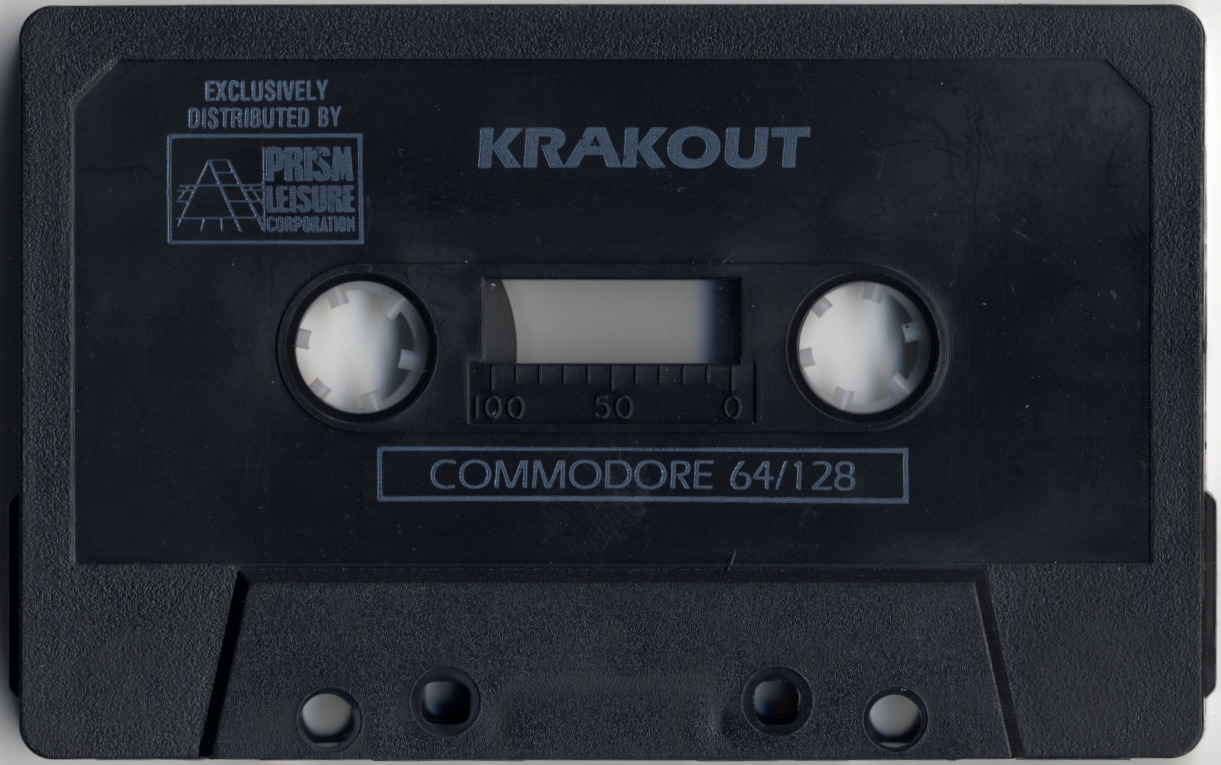 EXCLUSIVELY
DISTRIBUTED BY
PRISM
LEISURE
CORPORATION
KRAKOUT
100 50 0
COMMODORE 64/128